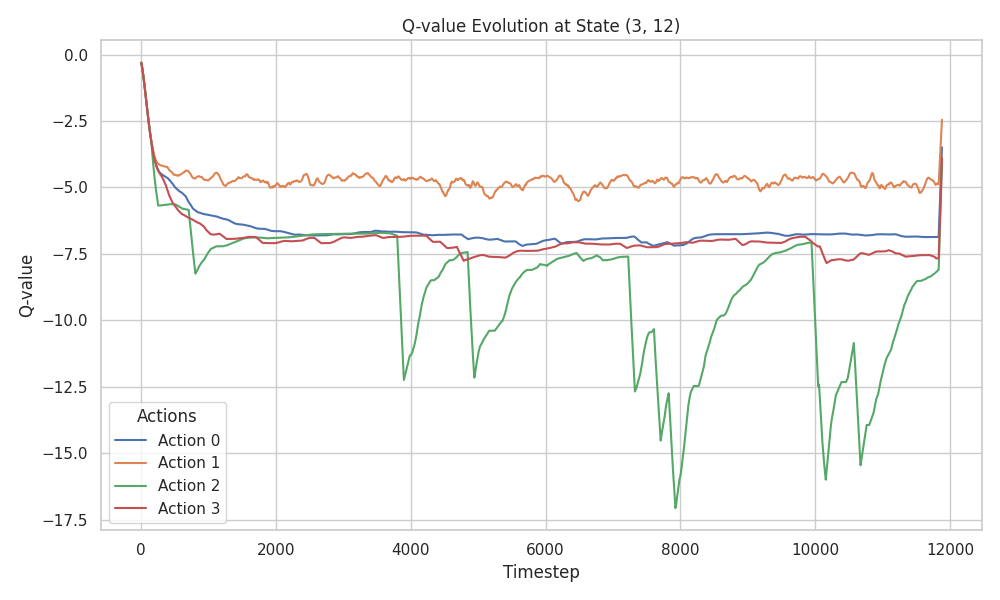 Q-value Evolution at State (3, 12)
0.0
−2.5
−5.0
−7.5
−10.0
−12.5
−15.0
−17.5
Q-value
Actions
Action 0
Action 1
Action 2
Action 3
0 2000 4000 6000 8000 10000 12000
Timestep